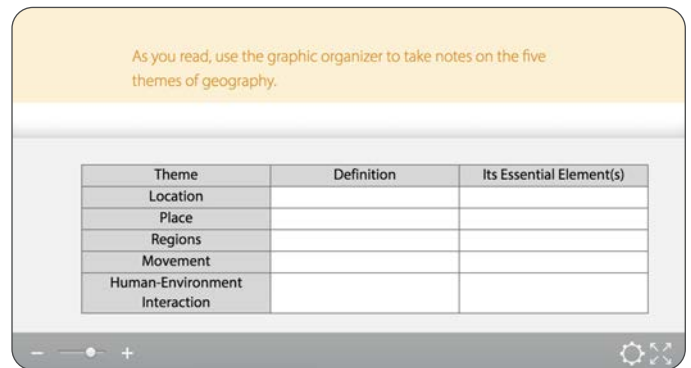 As you read, use the graphic organizer to take notes on the five
themes of geography.
Theme Definition Its Essential Element(s)
Location
Place
Regions
Movement
Human-Environment
Interaction